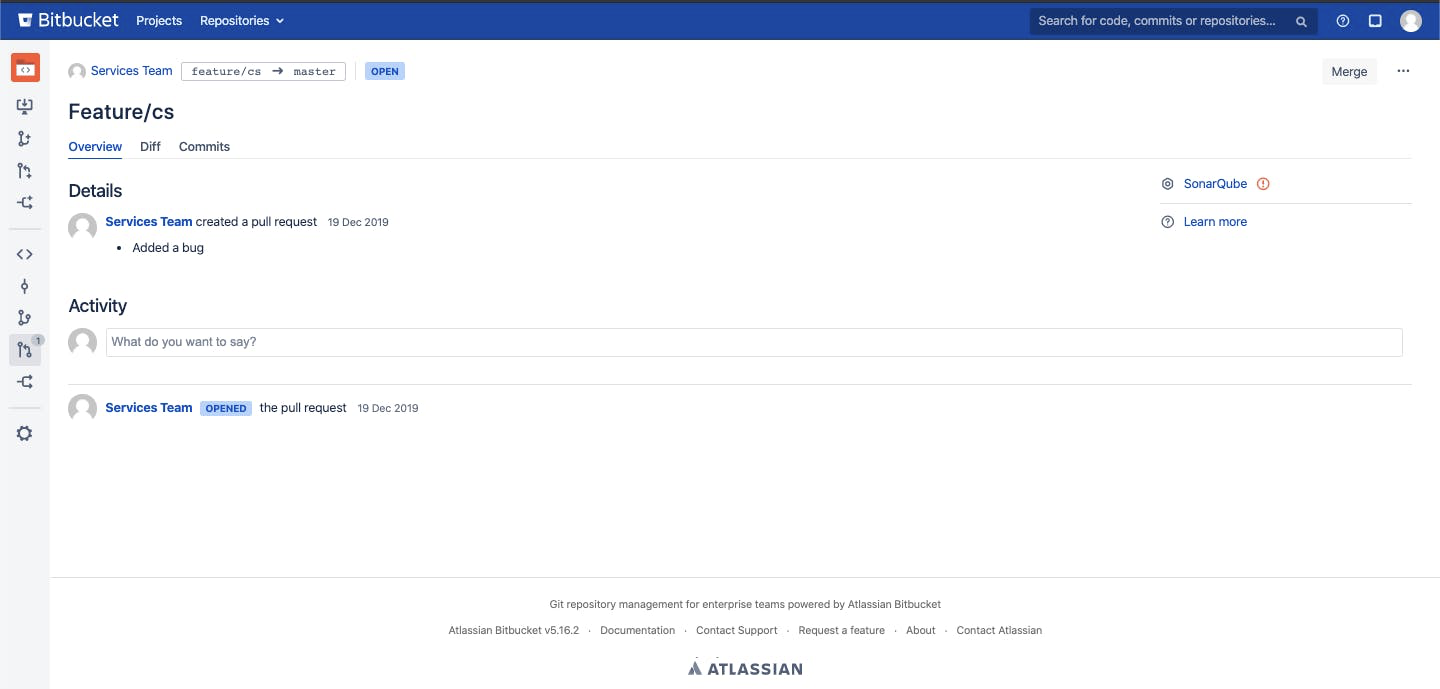 Bitbucket Projects Repositories Search for code, commits or repositories...
Services Team feature/cs → master OPEN Merge
Feature/cs
Overview Diff Commits
Details
SonarQube
Services Team created a pull request 19 Dec 2019
Learn more
• Added a bug
Activity
What do you want to say?
1
Services Team OPENED the pull request 19 Dec 2019
Git repository management for enterprise teams powered by Atlassian Bitbucket
Atlassian Bitbucket v5.16.2 · Documentation · Contact Support · Request a feature · About · Contact Atlassian
ATLASSIAN